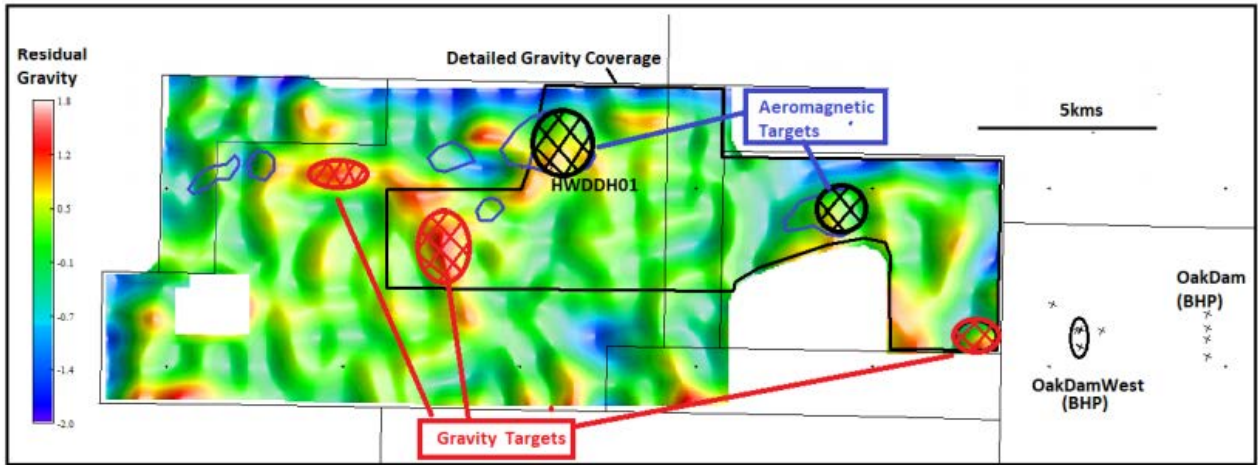 Residual
Gravity
1.8
1.2
0.5
-0.1
-0.7
-1.4
-2.0
Detailed Gravity Coverage
Aeromagnetic
Targets
5kms
HWDDH01
OakDam
(BHP)
OakDamWest
(BHP)
Gravity Targets